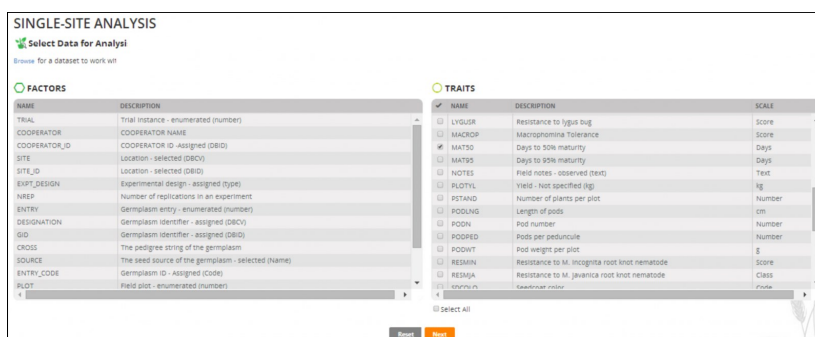 SINGLE-SITE ANALYSIS
Select Data for Analysi
Browse for a dataset to work wit
FACTORS
NAME DESCRIPTION
TRIAL Trial instance - enumerated (number)
COOPERATOR COOPERATOR NAME
COOPERATOR_ID COOPERATOR ID -Assigned (DBID)
SITE Location - selected (DBCV)
SITE_ID Location - selected (DBID)
EXPT_DESIGN Experimental design - assigned (type)
NREP Number of replications in an experiment
ENTRY Germplasm entry - enumerated (number)
DESIGNATION Germplasm identifier - assigned (DBCV)
GID Germplasm identifier - assigned (DBID)
CROSS The pedigree string of the germplasm
SOURCE The seed source of the germplasm - selected (Name)
ENTRY_CODE Germplasm ID - Assigned (Code)
PLOT Field plot - enumerated (number)
TRAITS
NAME DESCRIPTION SCALE
LYGUSR Resistance to lygus bug Score
MACROP Macrophomina Tolerance Score
MAT50 Days to 50% maturity Days
MAT95 Days to 95% maturity Days
NOTES Field notes - observed (text) Text
PLOTYL Yield - Not specified (kg) kg
PSTAND Number of plants per plot Number
PODLNG Length of pods cm
PODN Pod number Number
PODPED Pods per peduncule Number
PODWT Pod weight per plot g
RESMIN Resistance to M. incognita root knot nematode Score
RESMJA Resistance to M. javanica root knot nematode Class
SDCOLO Seedcoat color Code
Select All
Reset Next